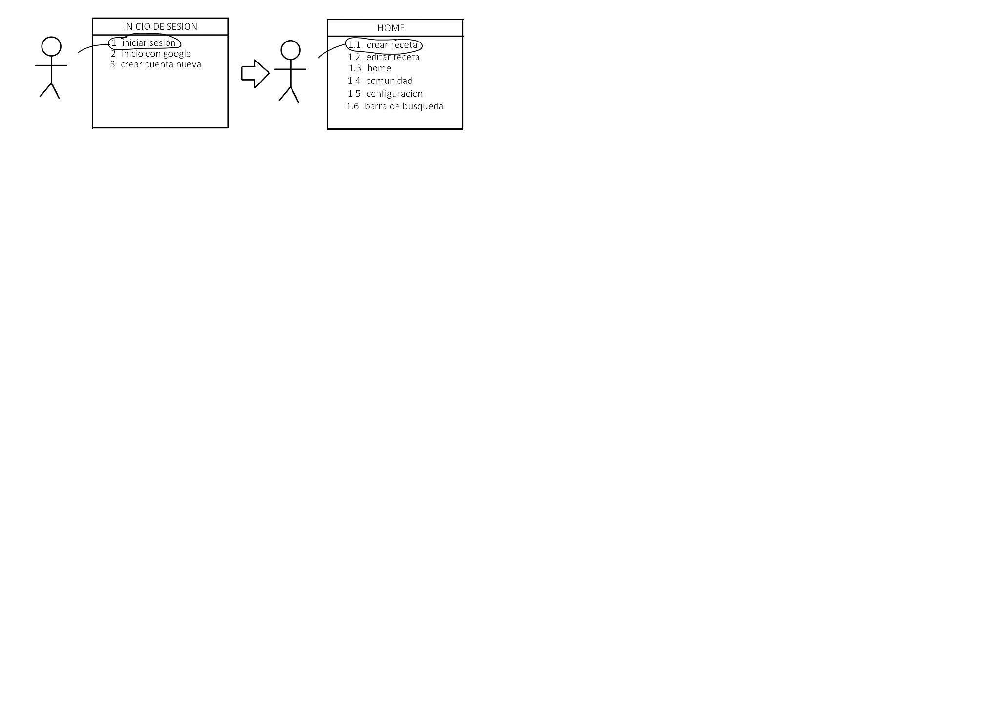 INICIO DE SESION
1 iniciar sesion
2 inicio con google
3 crear cuenta nueva
HOME
1.1 crear receta
1.2 editar receta
1.3 home
1.4 comunidad
1.5 configuracion
1.6 barra de busqueda